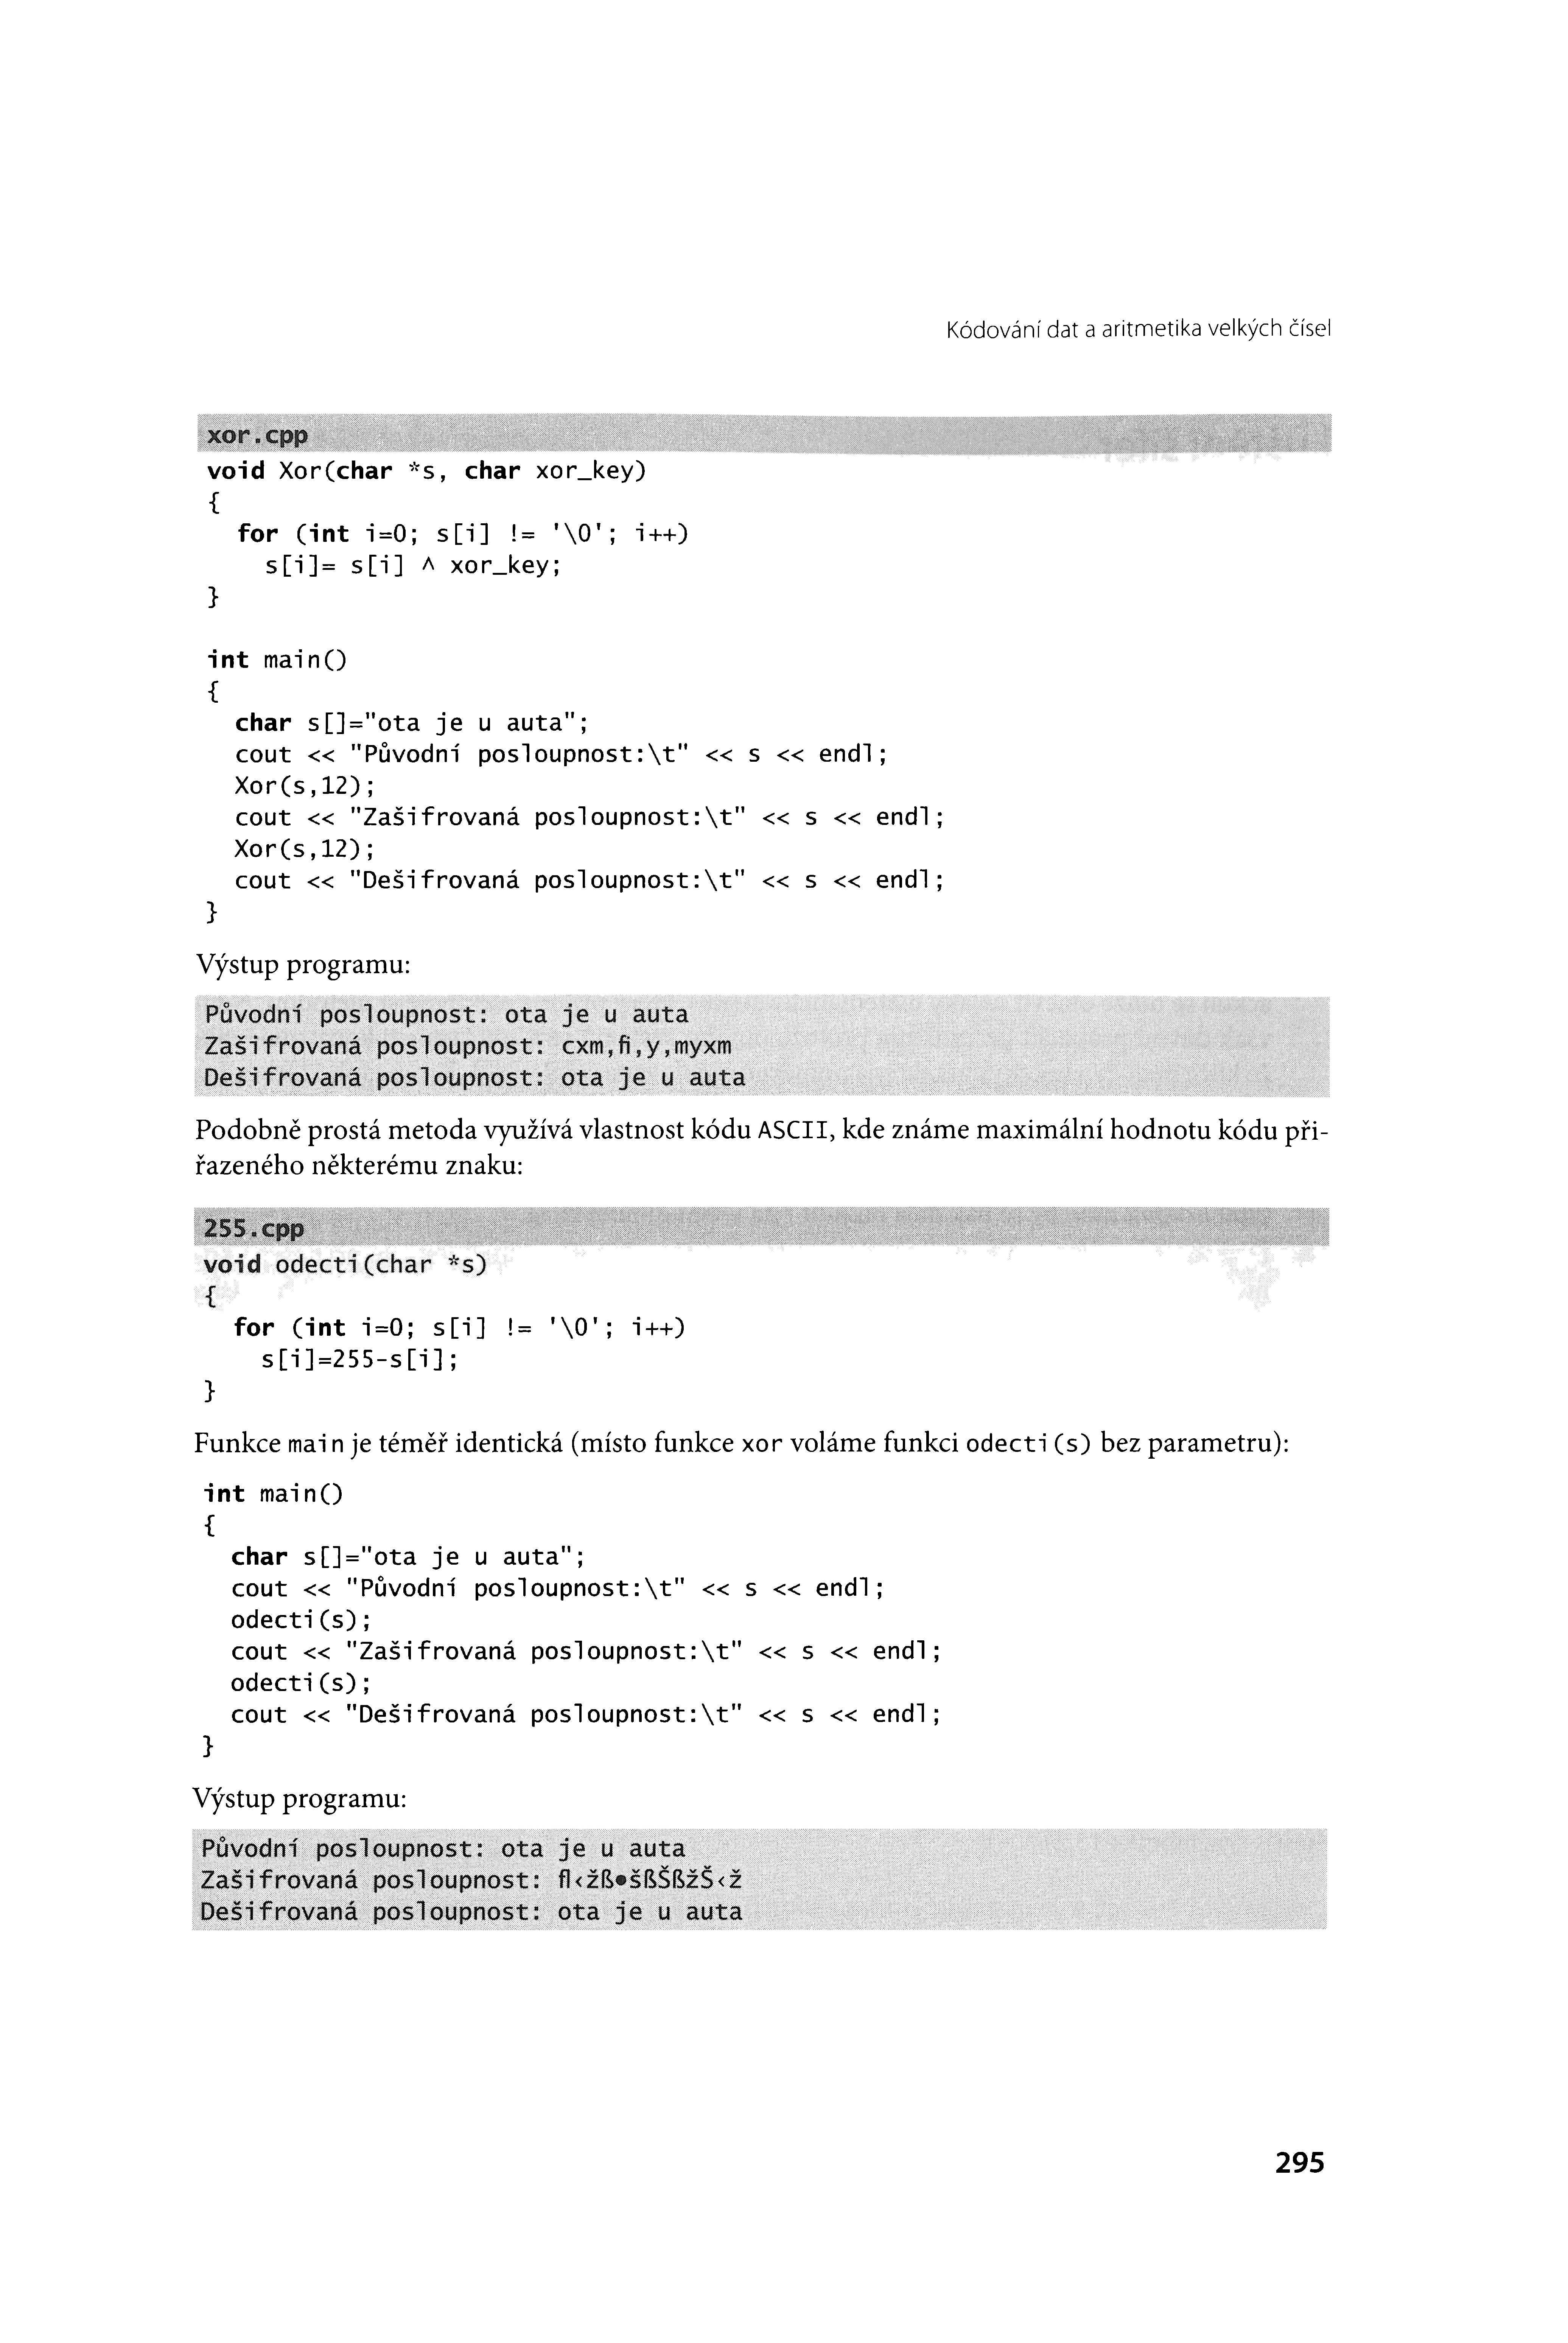 Kódování dat a aritmetika velkých čísel
xor.cpp
void Xor(char *s, char xor_key)
{
  for (int i=0; s[i] != '\0'; i++)
    s[i]= s[i] ^ xor_key;
}
int main()
{
  char s[]="ota je u auta";
  cout << "Původní posloupnost:\t" << s << endl;
  Xor(s,12);
  cout << "Zašifrovaná posloupnost:\t" << s << endl;
  Xor(s,12);
  cout << "Dešifrovaná posloupnost:\t" << s << endl;
}
Výstup programu:
Původní posloupnost: ota je u auta
Zašifrovaná posloupnost: cxm,ﬁ,y,myxm
Dešifrovaná posloupnost: ota je u auta
Podobně prostá metoda využívá vlastnost kódu ASCII, kde známe maximální hodnotu kódu při-
řazeného některému znaku:
255.cpp
void odecti(char *s)
{
  for (int i=0; s[i] != '\0'; i++)
    s[i]=255-s[i];
}
Funkce main je téměř identická (místo funkce xor voláme funkci odecti(s) bez parametru):
int main()
{
  char s[]="ota je u auta";
  cout << "Původní posloupnost:\t" << s << endl;
  odecti(s);
  cout << "Zašifrovaná posloupnost:\t" << s << endl;
  odecti(s);
  cout << "Dešifrovaná posloupnost:\t" << s << endl;
}
Výstup programu:
Původní posloupnost: ota je u auta
Zašifrovaná posloupnost: ﬂ‹žß•šßŠßžŠ‹ž
Dešifrovaná posloupnost: ota je u auta
295